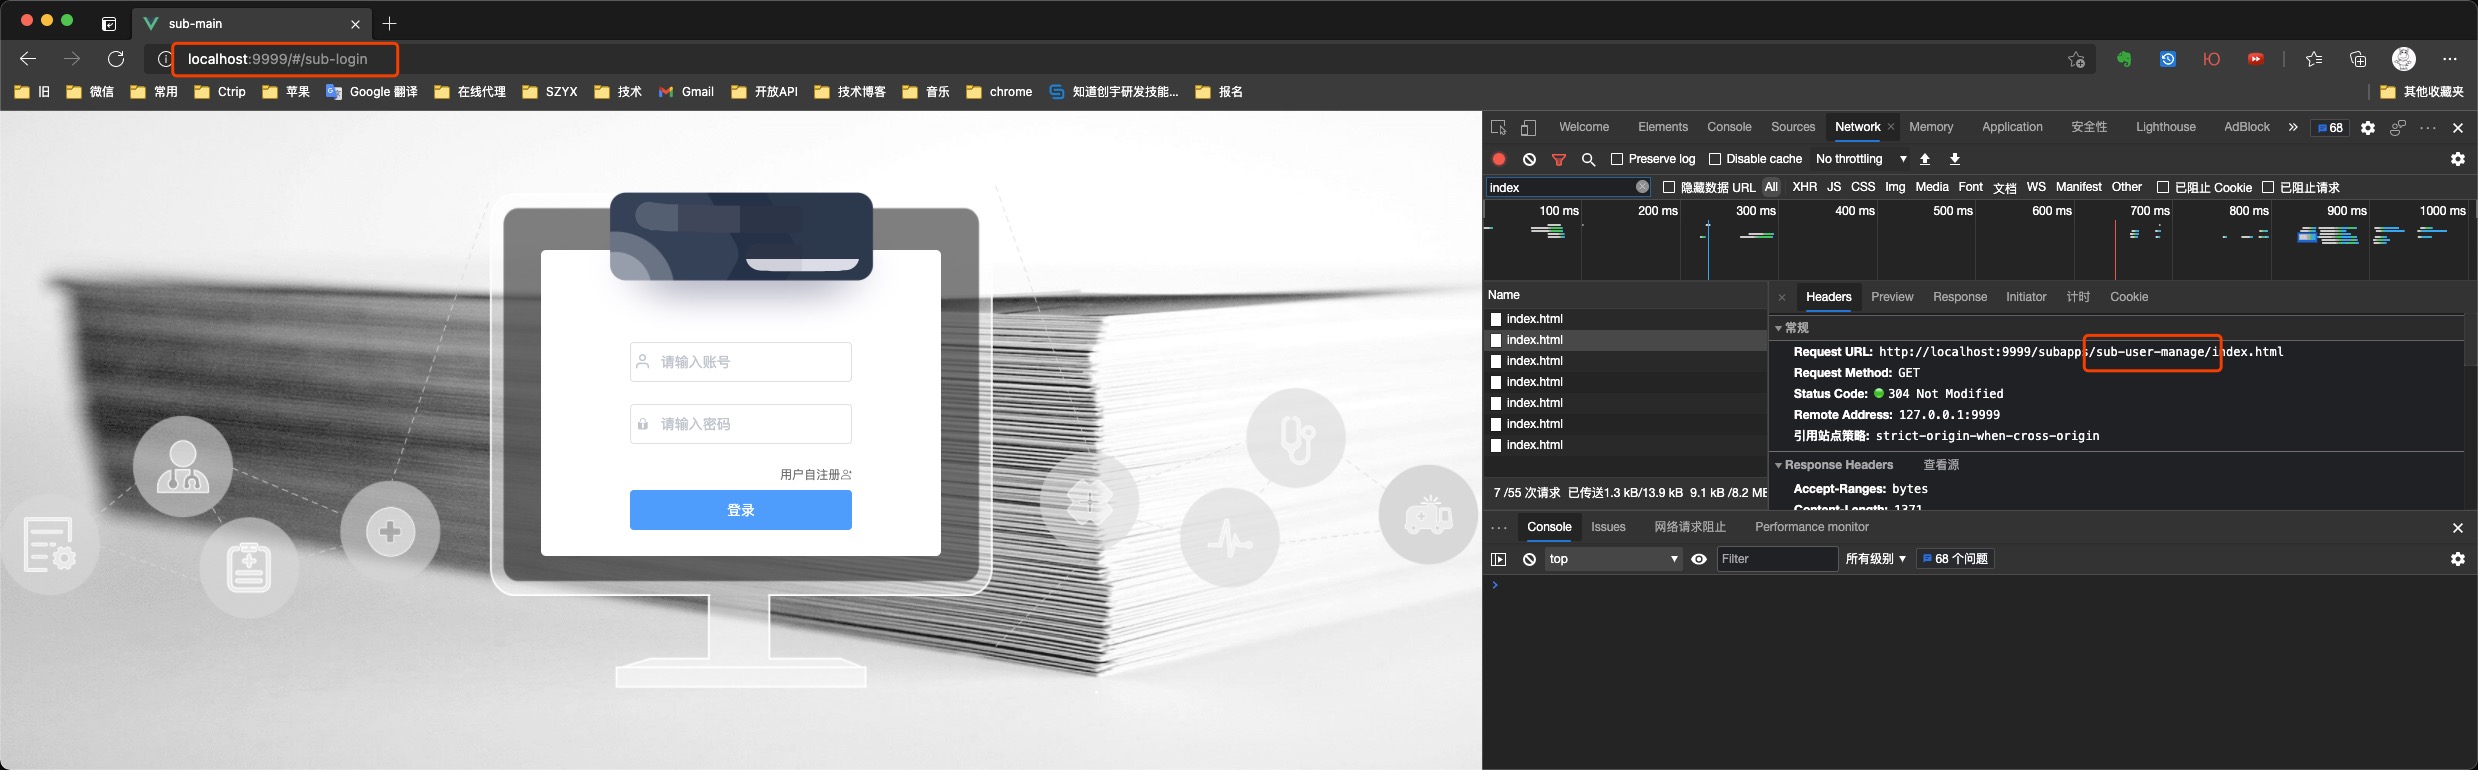 sub-main
localhost:9999/#/sub-login
旧 微信 常用 Ctrip 苹果 Google 翻译 在线代理 SZYX 技术 Gmail 开放API 技术博客 音乐 chrome 知道创宇研发技能... 报名 其他收藏夹
请输入账号
请输入密码
用户自注册
登录
Welcome Elements Console Sources Network Memory Application 安全性 Lighthouse AdBlock 68
Preserve log Disable cache No throttling
index 隐藏数据 URL All XHR JS CSS Img Media Font 文档 WS Manifest Other 已阻止 Cookie 已阻止请求
100 ms 200 ms 300 ms 400 ms 500 ms 600 ms 700 ms 800 ms 900 ms 1000 ms
Name
index.html
index.html
index.html
index.html
index.html
index.html
index.html
7 /55 次请求 已传送1.3 kB/13.9 kB 9.1 kB /8.2 ME
Headers Preview Response Initiator 计时 Cookie
常规
Request URL: http://localhost:9999/subapps/sub-user-manage/index.html
Request Method: GET
Status Code: 304 Not Modified
Remote Address: 127.0.0.1:9999
引用站点策略: strict-origin-when-cross-origin
Response Headers 查看源
Accept-Ranges: bytes
Content-Length: 1371
Console Issues 网络请求阻止 Performance monitor
top Filter 所有级别 68 个问题